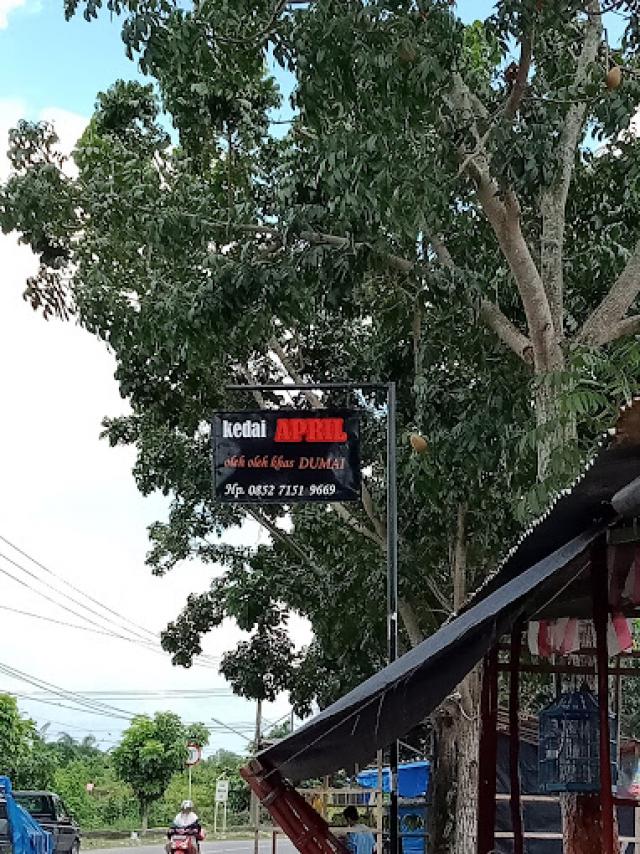 kedai APRIL
oleh oleh khas DUMAI
Hp. 0852 7151 9669